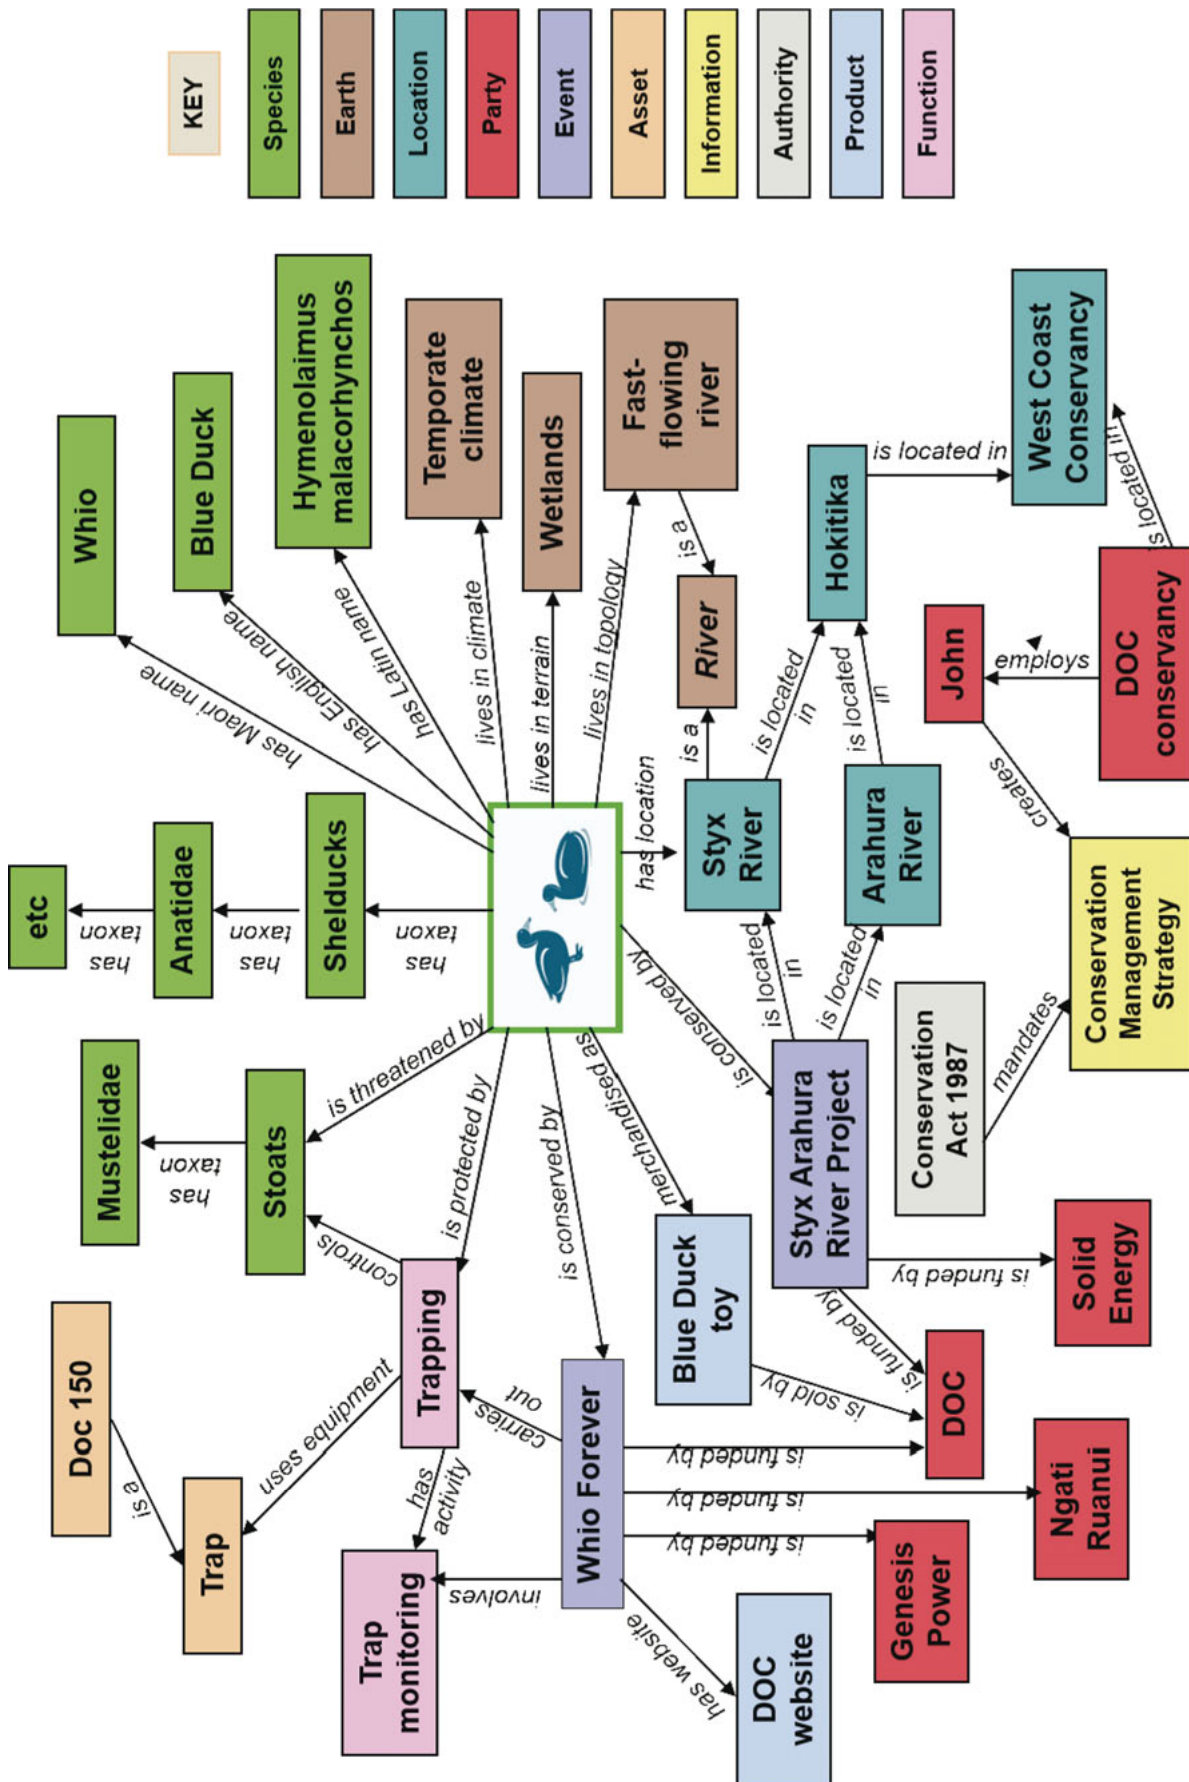 Doc 150
is a
Trap
uses equipment
Mustelidae
has
taxon
Stoats
controls
etc
has
taxon
Anatidae
has
taxon
Shelducks
has
taxon
Whio
has Maori name
Blue Duck
has English name
Hymenolaimus
malacorhynchos
has Latin name
KEY
Species
Earth
Location
Party
Event
Asset
Information
Authority
Product
Function
Trap
monitoring
has
activity
Trapping
is threatened by
is protected by
involves
carries
out
Whio Forever
is conserved by
merchandised as
is conserved by
Temporate
climate
lives in climate
Wetlands
lives in terrain
Fast-
flowing
river
lives in topology
has location
is a
River
is a
has website
DOC
website
is funded by
is funded by
is funded by
Genesis
Power
Ngati
Ruanui
DOC
Blue Duck
toy
is sold by
is funded by
is funded by
Solid
Energy
Styx Arahura
River Project
is located
in
is located
in
Styx
River
Arahura
River
is located
in
is located
in
Hokitika
is located in
West Coast
Conservancy
Conservation
Act 1987
mandates
Conservation
Management
Strategy
creates
John
employs
DOC
conservancy
is located in